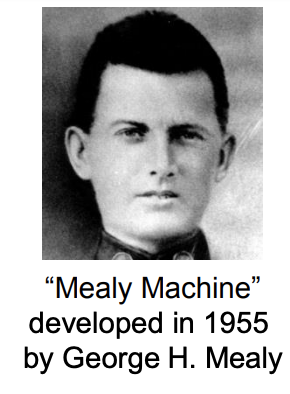 “Mealy Machine”
developed in 1955
by George H. Mealy